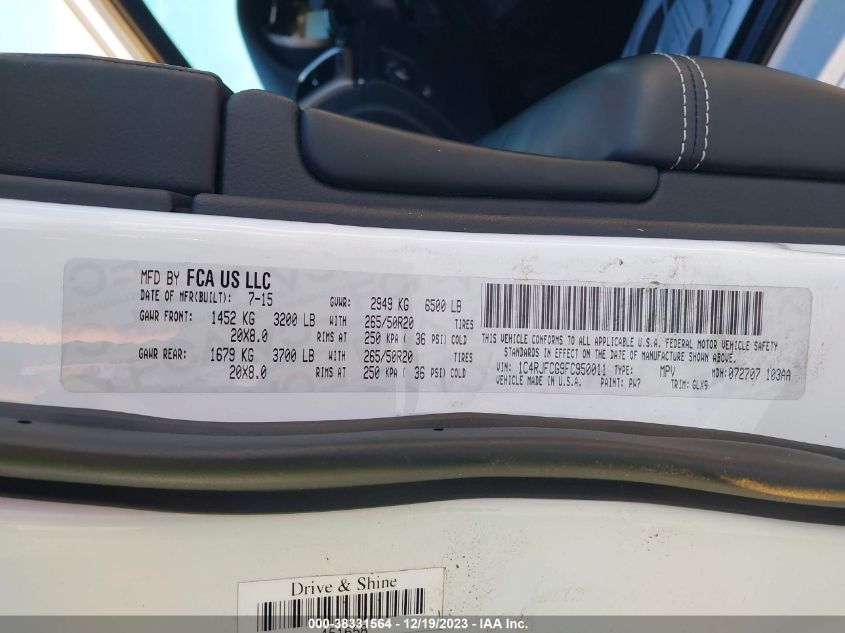 MFD BY FCA US LLC
DATE OF MFR(BUILT): 7-15 GVWR: 2949 KG 6500 LB
GAWR FRONT: 1452 KG 3200 LB WITH 265/50R20 TIRES
20X8.0 RIMS AT 250 KPA ( 36 PSI) COLD
GAWR REAR: 1679 KG 3700 LB WITH 265/50R20 TIRES
20X8.0 RIMS AT 250 KPA ( 36 PSI) COLD
THIS VEHICLE CONFORMS TO ALL APPLICABLE U.S.A. FEDERAL MOTOR VEHICLE SAFETY
STANDARDS IN EFFECT ON THE DATE OF MANUFACTURE SHOWN ABOVE.
VIN: 1C4RJFCG9FC950011 TYPE: MPV MDH: 072707 103AA
VEHICLE MADE IN U.S.A. PAINT: PW7 TRIM: GLX9
Drive & Shine
000-38331564 - 12/19/2023 - IAA Inc.